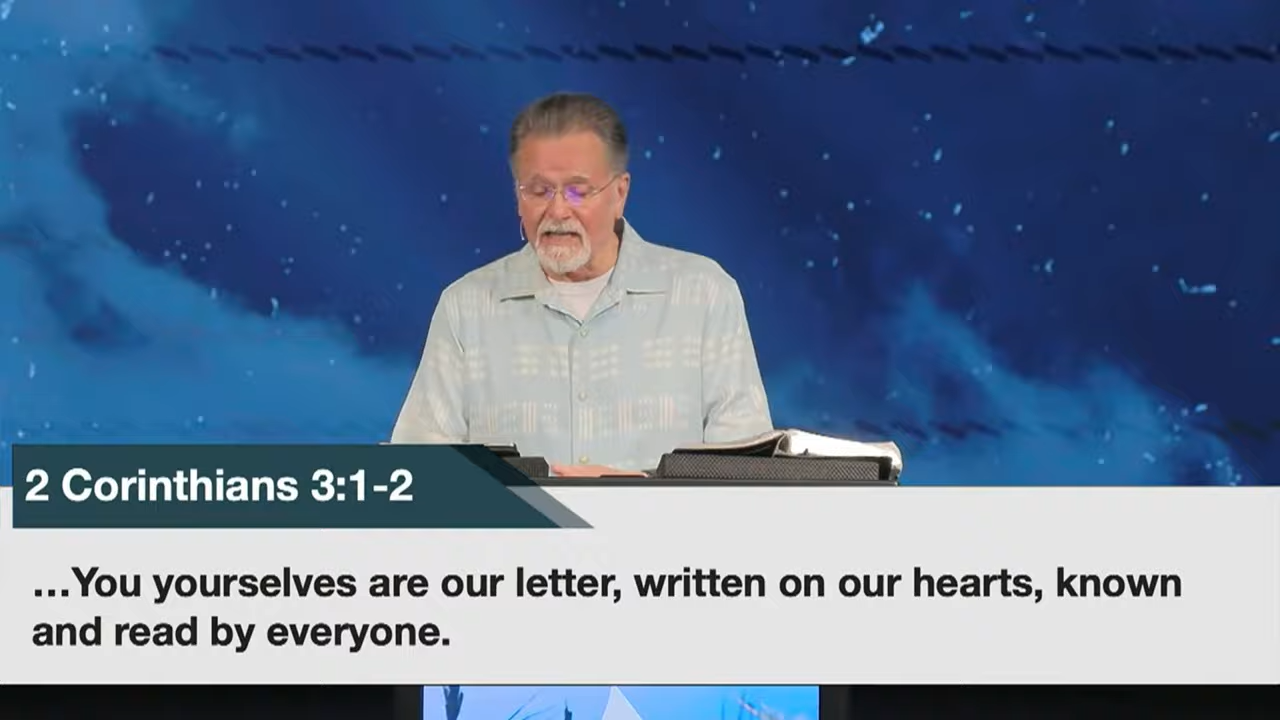 2 Corinthians 3:1-2
...You yourselves are our letter, written on our hearts, known
and read by everyone.